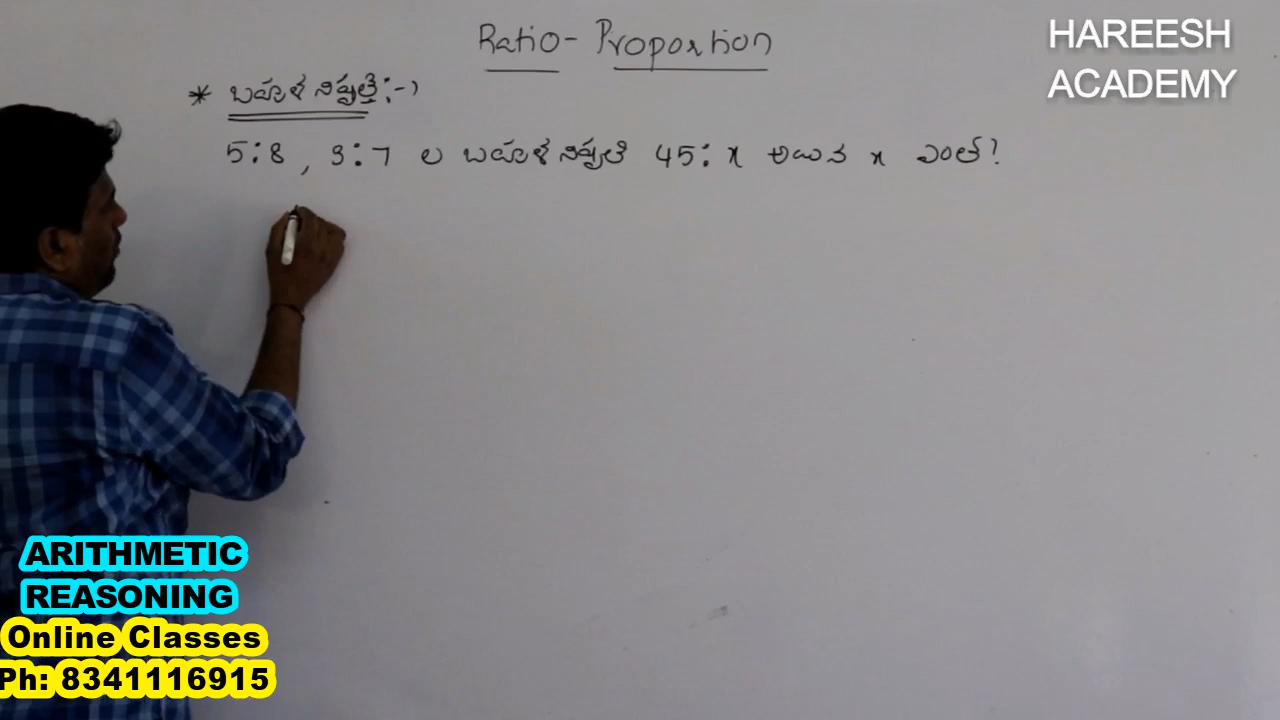 Ratio - Proportion
HAREESH
ACADEMY
* బహుళ నిష్పత్తి :-
5:8 , 3:7 ల బహుళ నిష్పత్తి 45: x అయిన x ఎంత?
ARITHMETIC
REASONING
Online Classes
Ph: 8341116915